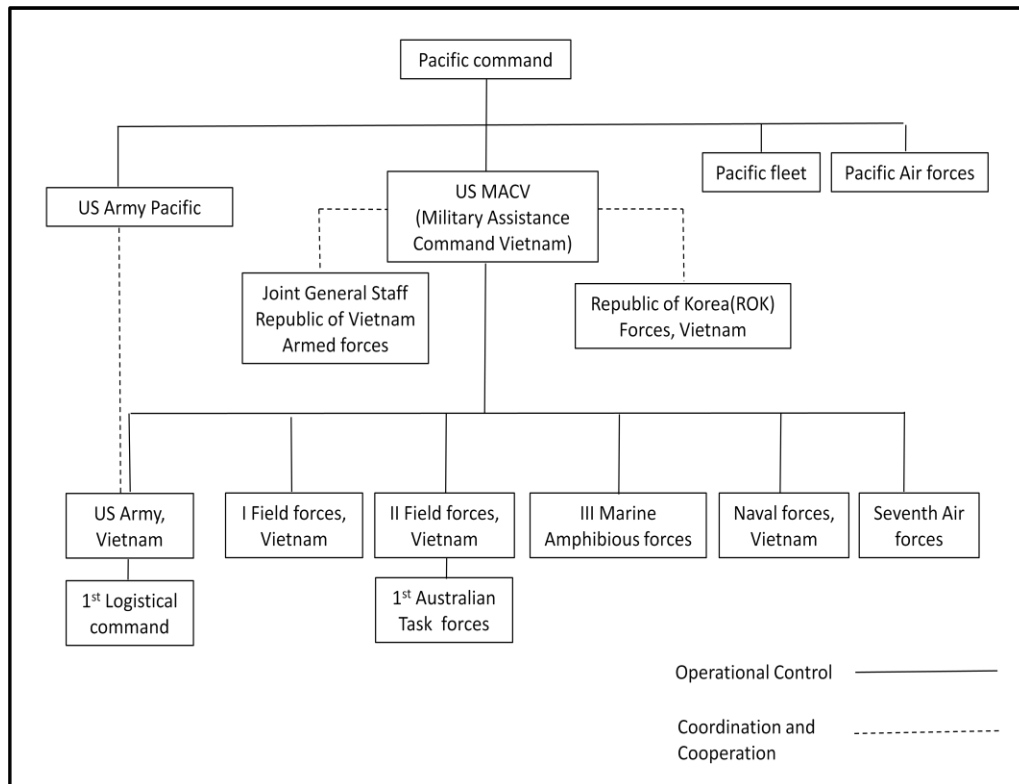 Pacific command
Pacific fleet
Pacific Air forces
US Army Pacific
US MACV
(Military Assistance
Command Vietnam)
Joint General Staff
Republic of Vietnam
Armed forces
Republic of Korea(ROK)
Forces, Vietnam
US Army,
Vietnam
I Field forces,
Vietnam
II Field forces,
Vietnam
III Marine
Amphibious forces
Naval forces,
Vietnam
Seventh Air
forces
1st Logistical
command
1st Australian
Task forces
Operational Control
Coordination and
Cooperation